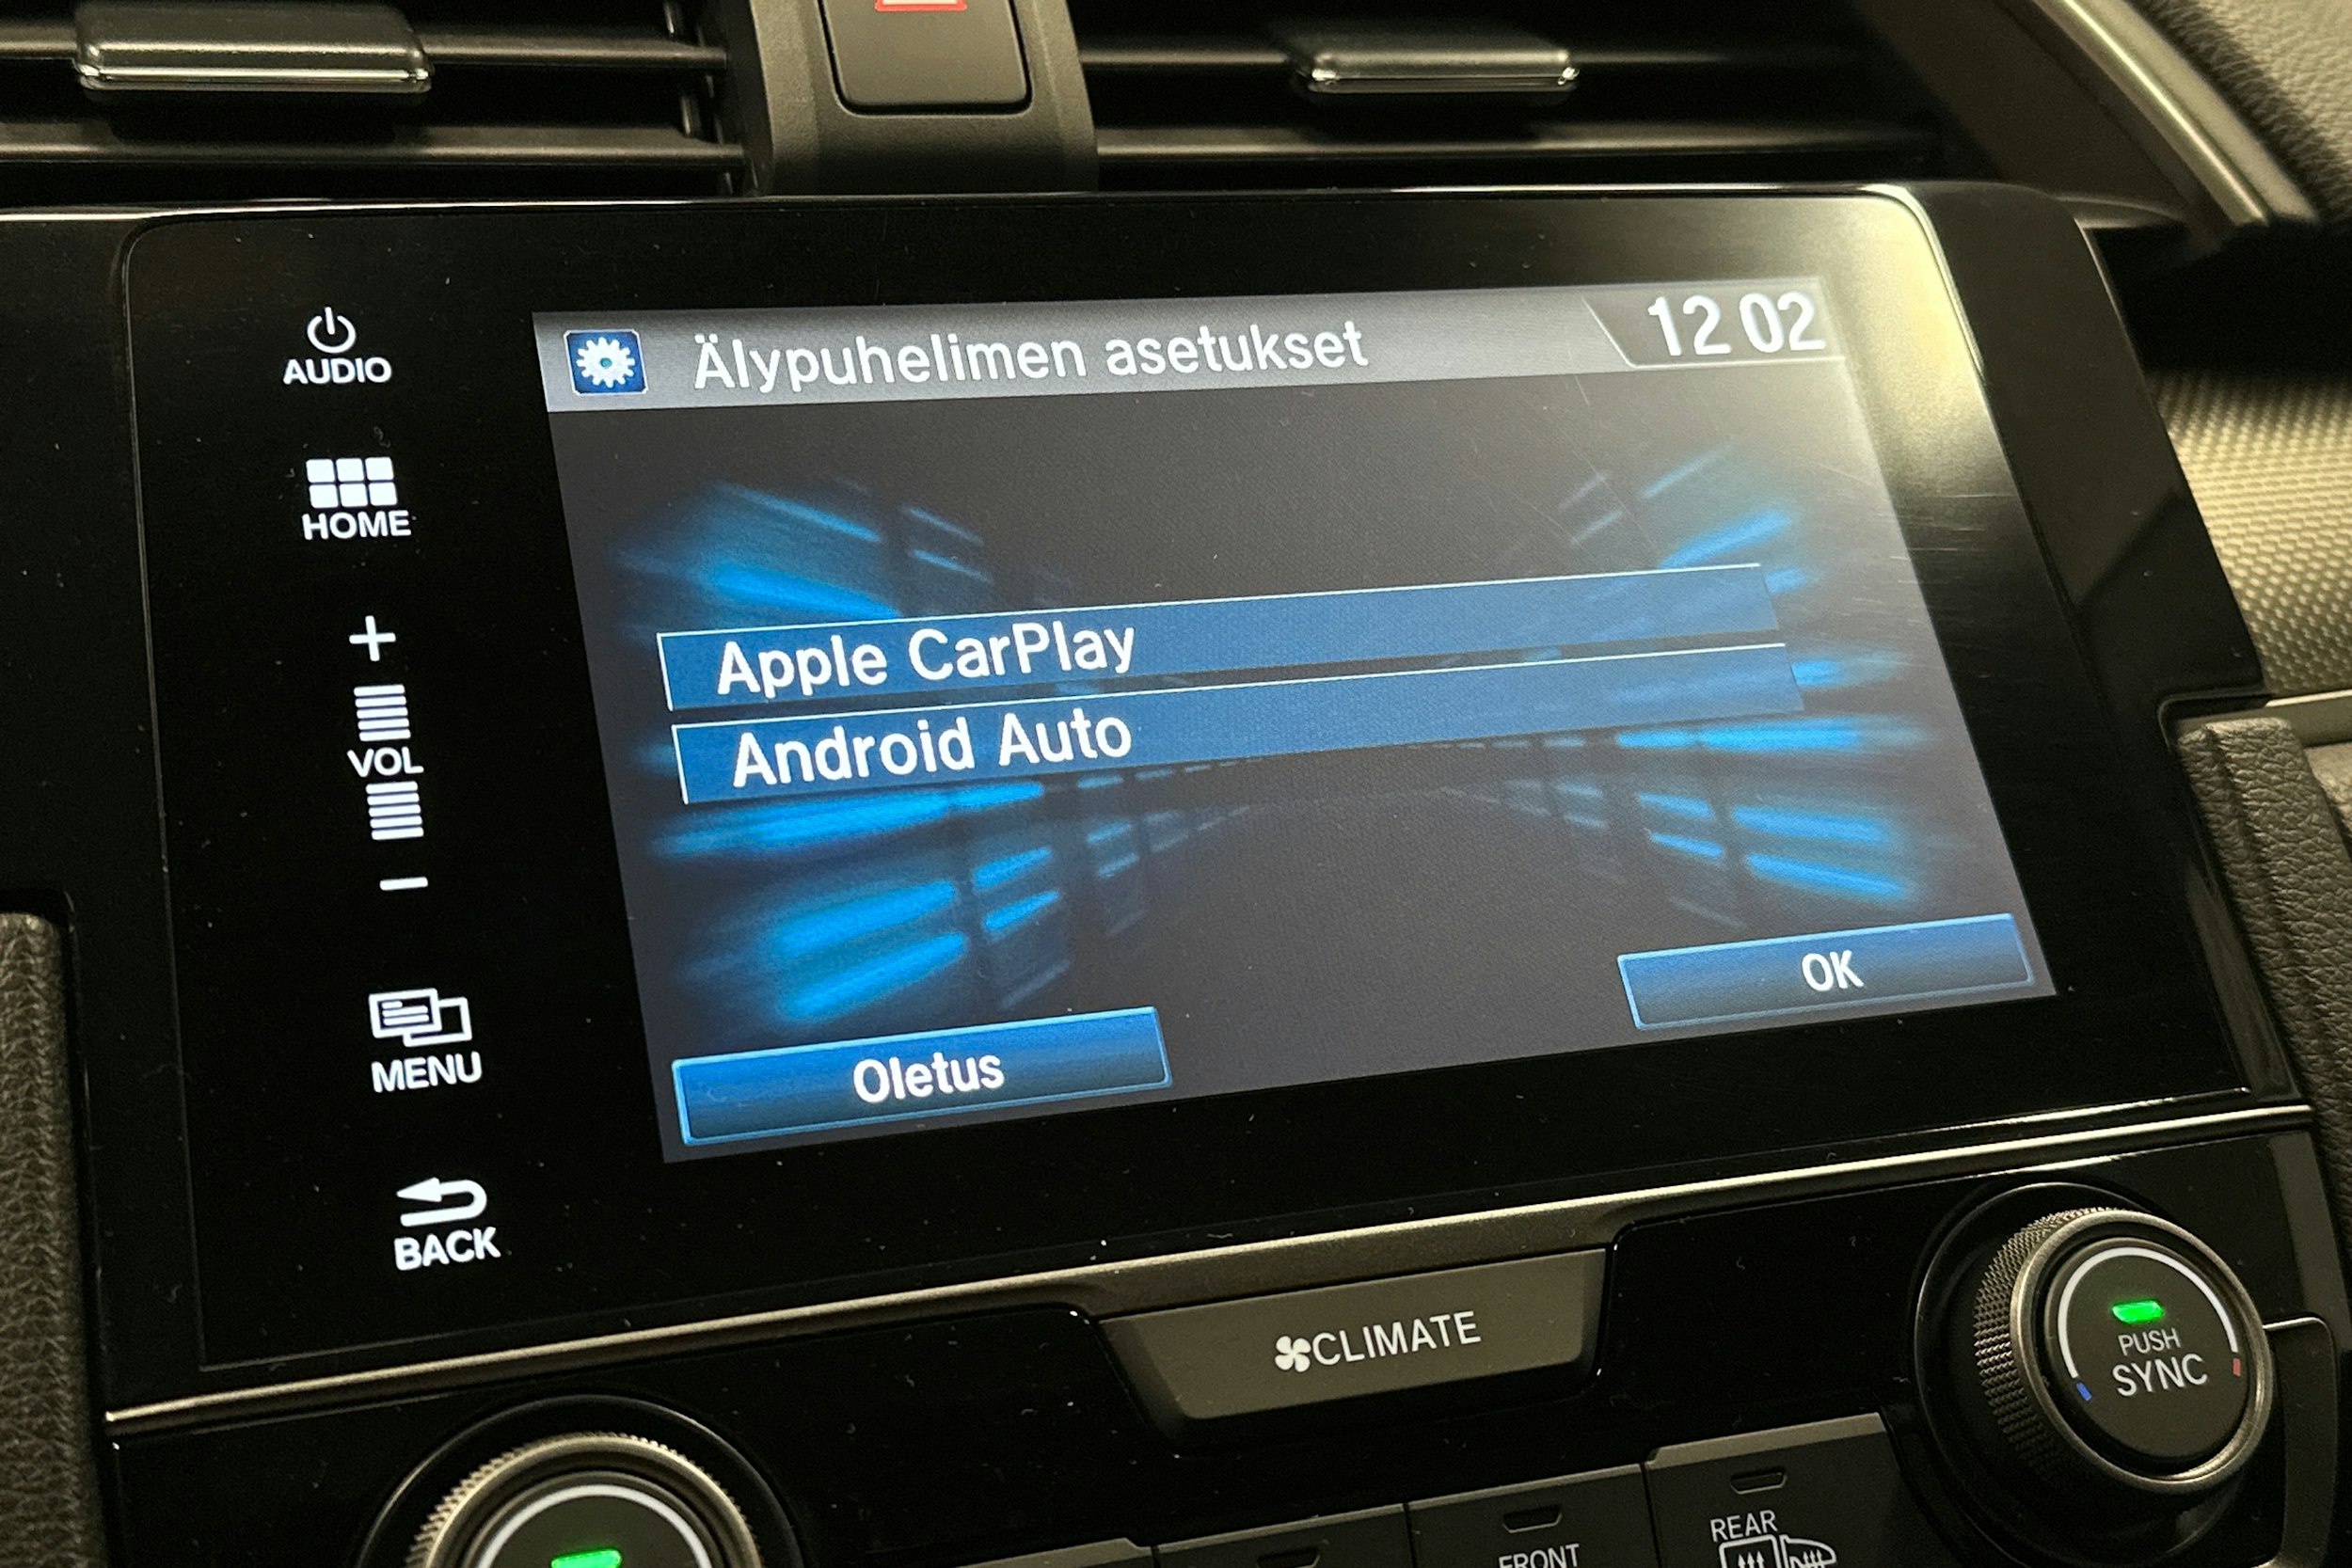 AUDIO
HOME
+
VOL
−
MENU
BACK
Älypuhelimen asetukset
12 02
Apple CarPlay
Android Auto
Oletus
OK
CLIMATE
PUSH
SYNC
FRONT
REAR